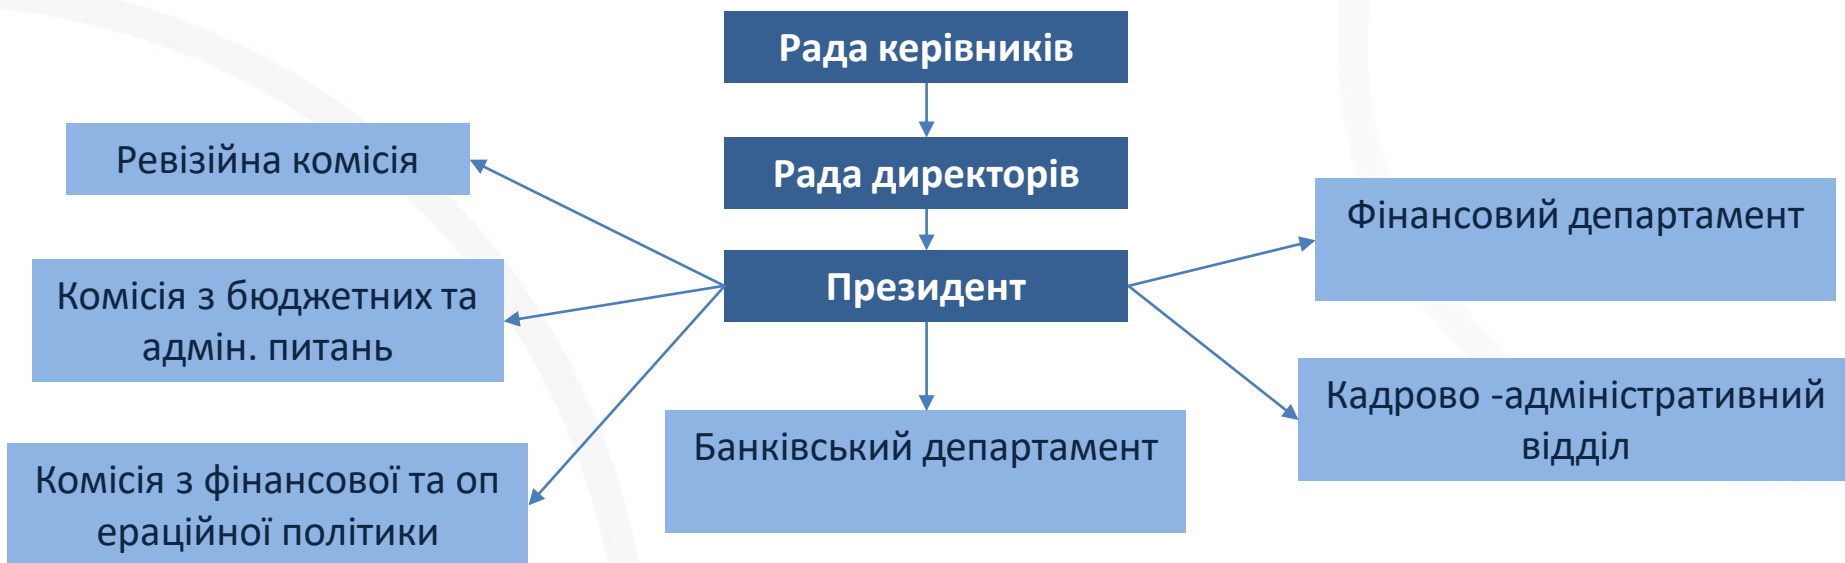 Рада керівників
Рада директорів
Президент
Ревізійна комісія
Комісія з бюджетних та
адмін. питань
Комісія з фінансової та оп
ераційної політики
Банківський департамент
Фінансовий департамент
Кадрово -адміністративний
відділ